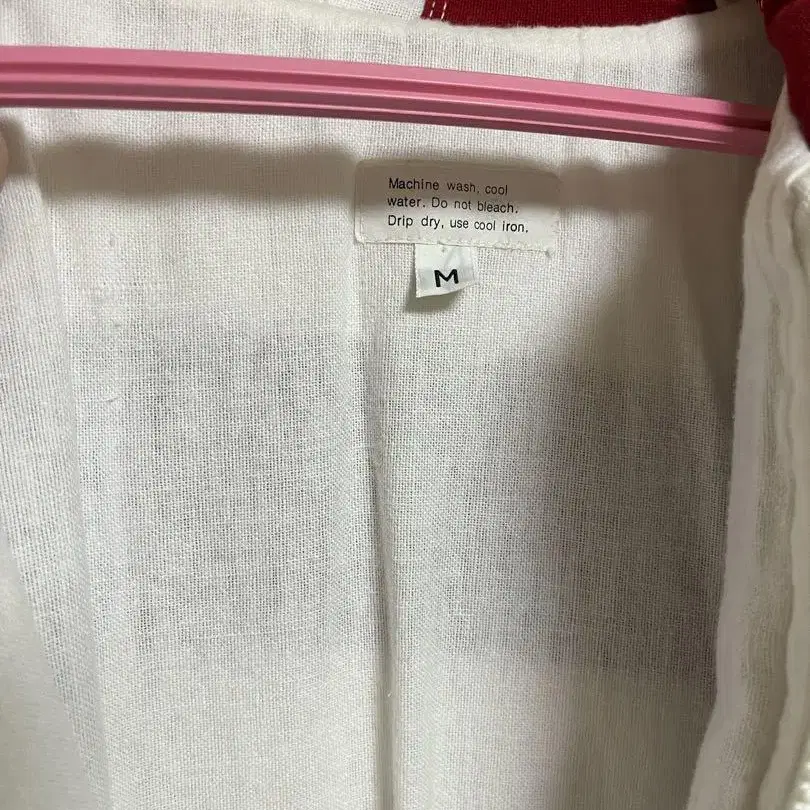 Machine wash, cool
water. Do not bleach.
Drip dry, use cool iron.
M